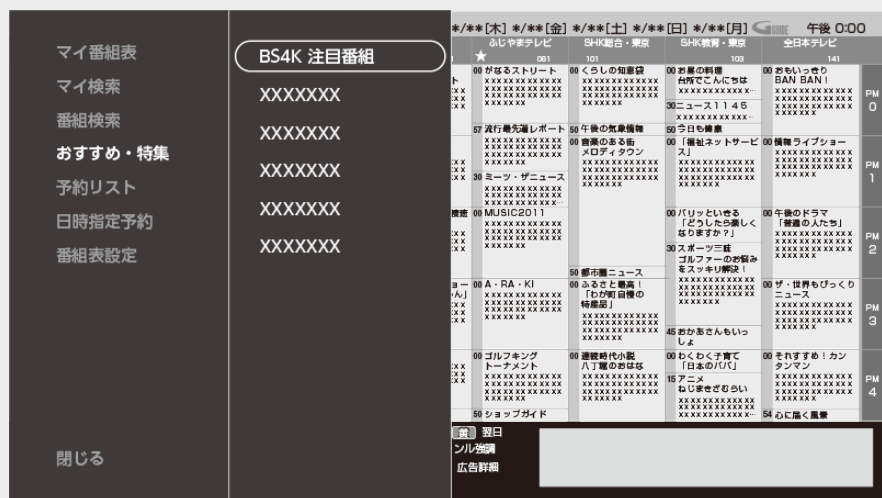 マイ番組表
マイ検索
番組検索
おすすめ・特集
予約リスト
日時指定予約
番組表設定
閉じる
BS4K 注目番組
XXXXXXX
XXXXXXX
XXXXXXX
XXXXXXX
XXXXXXX
*/**[木] */**[金] */**[土] */**[日] */**[月] G GUIDE 午後 0:00
ふじやまテレビ SHK総合・東京 SHK教育・東京 全日本テレビ
★ 061 101 103 141
00 がなるストリート
57 流行最先端レポート
30 ミーツ・ザニュース
00 MUSIC2011
00 A・RA・KI
00 ゴルフキング
トーナメント
50 ショップガイド
00 くらしの知恵袋
50 午後の気象情報
00 音楽のある街
メロディタウン
50 都市圏ニュース
00 ふるさと最高!
「わが町自慢の
特産品」
00 連続時代小説
八丁堀のおはな
00 お昼の料理
台所でこんにちは
30 ニュース1145
50 今日も健康
00 「福祉ネットサービ
ス」
00 パリッといきる
「どうしたら楽しく
なりますか?」
30 スポーツ三昧
ゴルファーのお悩み
をスッキリ解決!
45 おかあさんもいっ
しょ
00 わくわく子育て
「日本のパパ」
15 アニメ
ねじまきざむらい
00 おもいっきり
BAN BAN!
00 情報ライブショー
00 午後のドラマ
「普通の人たち」
00 ザ・世界もびっくり
ニュース
00 それすすめ!カン
タンマン
54 心に届く風景
PM
0
PM
1
PM
2
PM
3
PM
4
黄 翌日
ンル強調
広告詳細